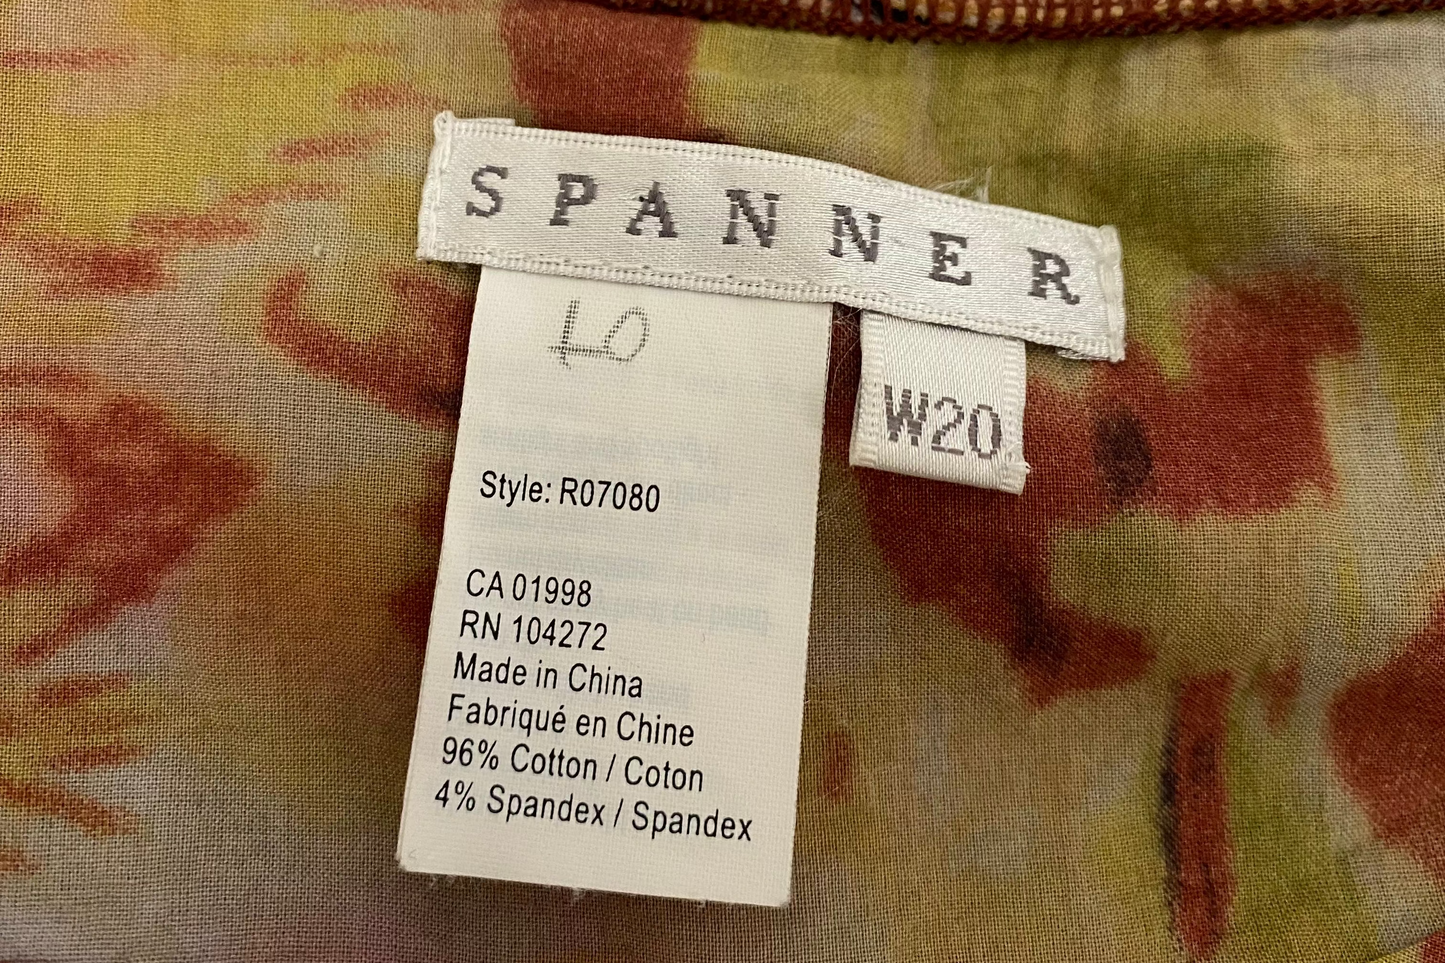 SPANNER
W20
Style: R07080
CA 01998
RN 104272
Made in China
Fabriqué en Chine
96% Cotton / Coton
4% Spandex / Spandex